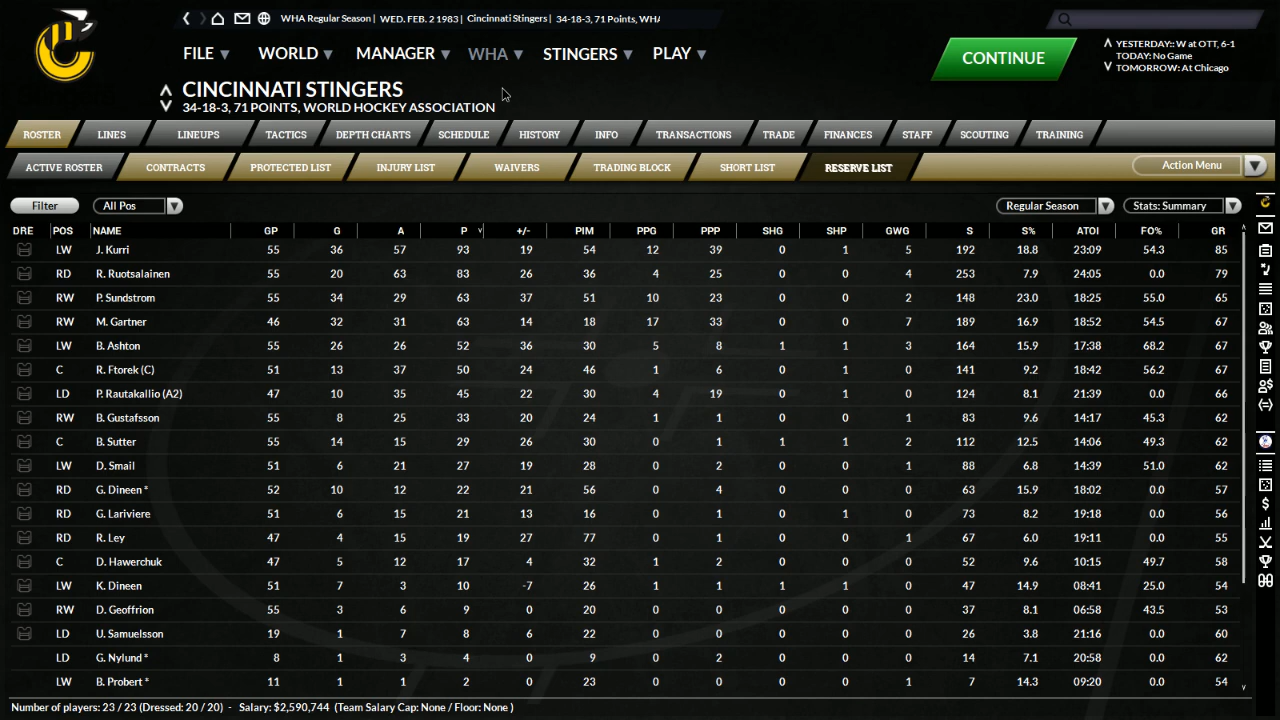 WHA Regular Season | WED. FEB. 2 1983 | Cincinnati Stingers | 34-18-3, 71 Points, WHA
FILE WORLD MANAGER WHA STINGERS PLAY
CONTINUE
YESTERDAY:: W at OTT, 6-1
TODAY: No Game
TOMORROW: At Chicago
CINCINNATI STINGERS
34-18-3, 71 POINTS, WORLD HOCKEY ASSOCIATION
ROSTER LINES LINEUPS TACTICS DEPTH CHARTS SCHEDULE HISTORY INFO TRANSACTIONS TRADE FINANCES STAFF SCOUTING TRAINING
ACTIVE ROSTER CONTRACTS PROTECTED LIST INJURY LIST WAIVERS TRADING BLOCK SHORT LIST RESERVE LIST Action Menu
Filter All Pos Regular Season Stats: Summary
DRE POS NAME GP G A P +/- PIM PPG PPP SHG SHP GWG S S% ATOI FO% GR
LW J. Kurri 55 36 57 93 19 54 12 39 0 1 5 192 18.8 23:09 54.3 85
RD R. Ruotsalainen 55 20 63 83 26 36 4 25 0 0 4 253 7.9 24:05 0.0 79
RW P. Sundstrom 55 34 29 63 37 51 10 23 0 0 2 148 23.0 18:25 55.0 65
RW M. Gartner 46 32 31 63 14 18 17 33 0 0 7 189 16.9 18:52 54.5 67
LW B. Ashton 55 26 26 52 36 30 5 8 1 1 3 164 15.9 17:38 68.2 67
C R. Ftorek (C) 51 13 37 50 24 46 1 6 0 1 0 141 9.2 18:42 56.2 67
LD P. Rautakallio (A2) 47 10 35 45 22 30 4 19 0 1 0 124 8.1 21:39 0.0 66
RW B. Gustafsson 55 8 25 33 20 24 1 1 0 0 1 83 9.6 14:17 45.3 62
C B. Sutter 55 14 15 29 26 30 0 1 1 1 2 112 12.5 14:06 49.3 62
LW D. Smail 51 6 21 27 19 28 0 2 0 0 1 88 6.8 14:39 51.0 62
RD G. Dineen * 52 10 12 22 21 56 0 4 0 0 0 63 15.9 18:02 0.0 57
RD G. Lariviere 51 6 15 21 13 16 0 1 0 1 0 73 8.2 19:18 0.0 56
RD R. Ley 47 4 15 19 27 77 0 1 0 0 1 67 6.0 19:11 0.0 55
C D. Hawerchuk 47 5 12 17 4 32 1 2 0 0 0 52 9.6 10:15 49.7 58
LW K. Dineen 51 7 3 10 -7 26 1 1 1 1 0 47 14.9 08:41 25.0 54
RW D. Geoffrion 55 3 6 9 0 20 0 0 0 0 0 37 8.1 06:58 43.5 53
LD U. Samuelsson 19 1 7 8 6 22 0 0 0 0 0 26 3.8 21:16 0.0 60
LD G. Nylund * 8 1 3 4 0 9 0 2 0 0 0 14 7.1 20:58 0.0 62
LW B. Probert * 11 1 1 2 0 23 0 0 0 0 1 7 14.3 09:20 0.0 54
Number of players: 23 / 23 (Dressed: 20 / 20) - Salary: $2,590,744 (Team Salary Cap: None / Floor: None )